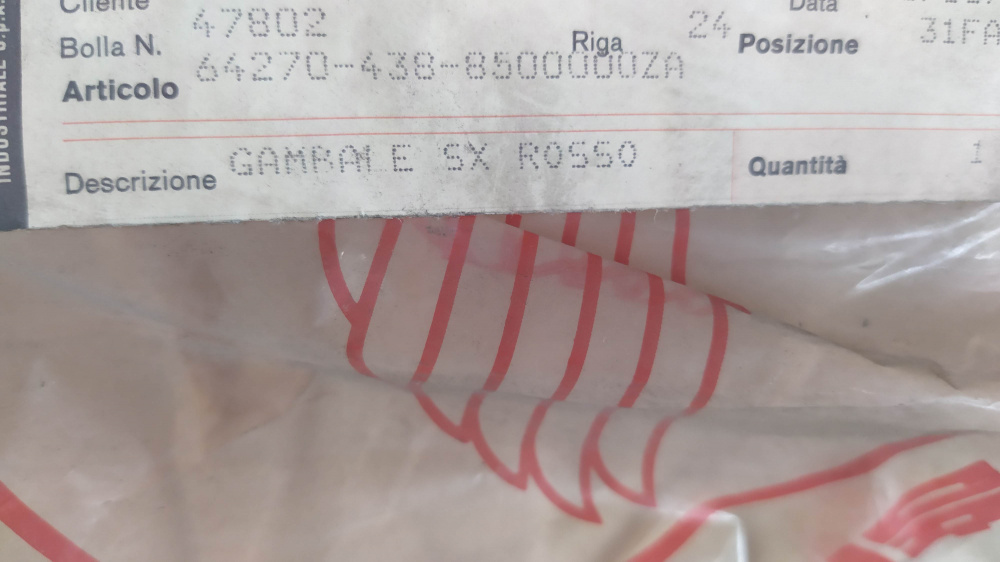 Cliente
Data
Bolla N. 47802 Riga 24 Posizione 31FA
Articolo 64270-438-8500000ZA
Descrizione GAMBALE SX ROSSO Quantità 1
INDUSTRIALE S.p.A.